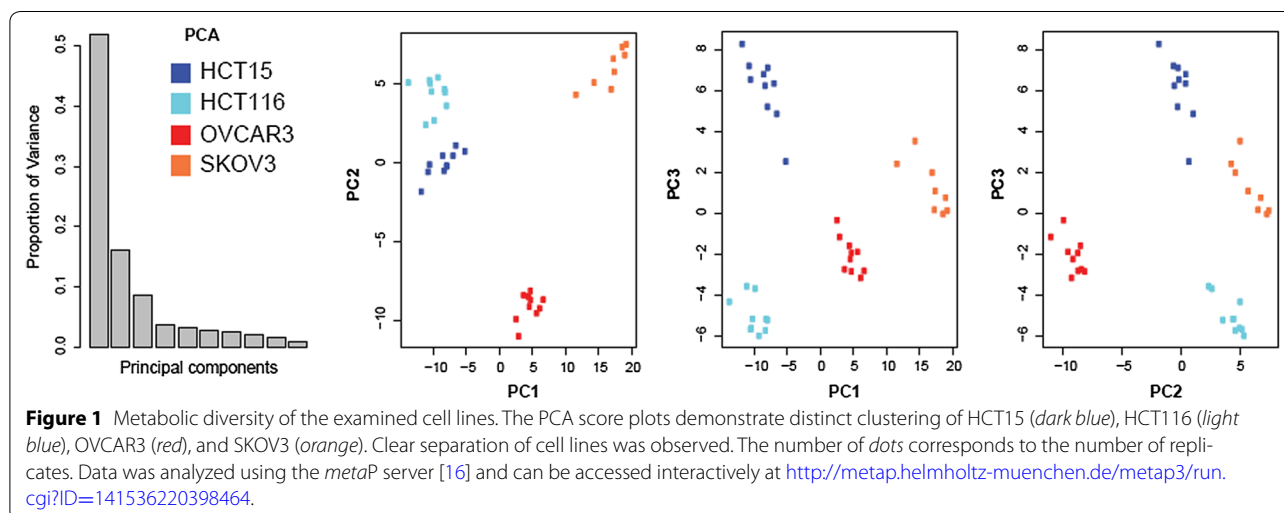 PCA
HCT15
HCT116
OVCAR3
SKOV3
Proportion of Variance
0.0 0.1 0.2 0.3 0.4 0.5
Principal components
PC2
5 0 −5 −10
−10 −5 0 5 10 15 20
PC1
PC3
8 6 4 2 0 −2 −4 −6
−10 −5 0 5 10 15 20
PC1
PC3
8 6 4 2 0 −2 −4 −6
−10 −5 0 5
PC2
Figure 1 Metabolic diversity of the examined cell lines. The PCA score plots demonstrate distinct clustering of HCT15 (dark blue), HCT116 (light
blue), OVCAR3 (red), and SKOV3 (orange). Clear separation of cell lines was observed. The number of dots corresponds to the number of repli-
cates. Data was analyzed using the metaP server [16] and can be accessed interactively at http://metap.helmholtz-muenchen.de/metap3/run.
cgi?ID=141536220398464.